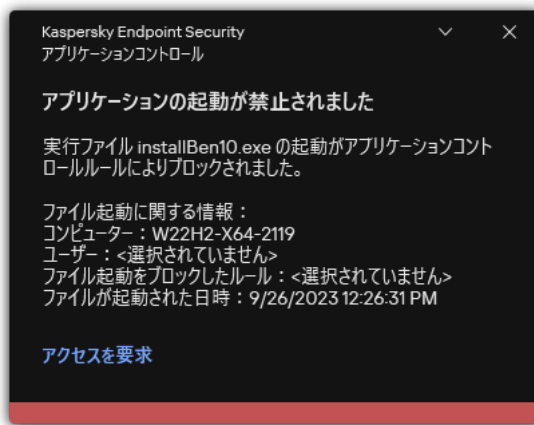 Kaspersky Endpoint Security
アプリケーションコントロール
アプリケーションの起動が禁止されました
実行ファイル installBen10.exe の起動がアプリケーションコント
ロールルールによりブロックされました。
ファイル起動に関する情報：
コンピューター：W22H2-X64-2119
ユーザー：<選択されていません>
ファイル起動をブロックしたルール：<選択されていません>
ファイルが起動された日時：9/26/2023 12:26:31 PM
アクセスを要求